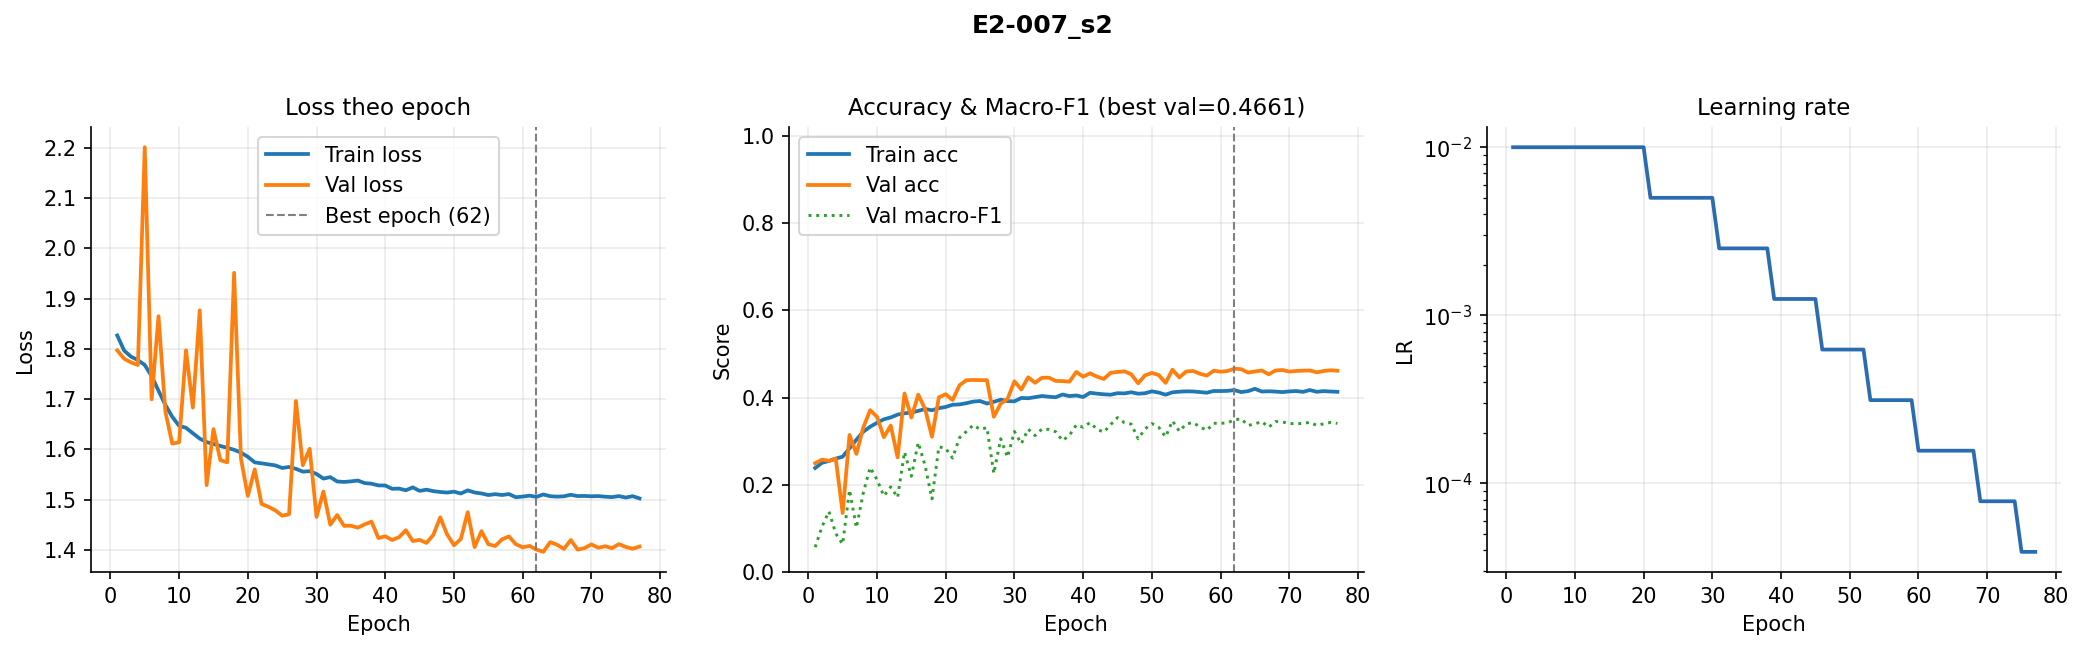 E2-007_s2
Loss theo epoch
Loss
2.2
2.1
2.0
1.9
1.8
1.7
1.6
1.5
1.4
Train loss
Val loss
Best epoch (62)
0 10 20 30 40 50 60 70 80
Epoch
Accuracy & Macro-F1 (best val=0.4661)
Score
1.0
0.8
0.6
0.4
0.2
0.0
Train acc
Val acc
Val macro-F1
0 10 20 30 40 50 60 70 80
Epoch
Learning rate
LR
10⁻²
10⁻³
10⁻⁴
0 10 20 30 40 50 60 70 80
Epoch